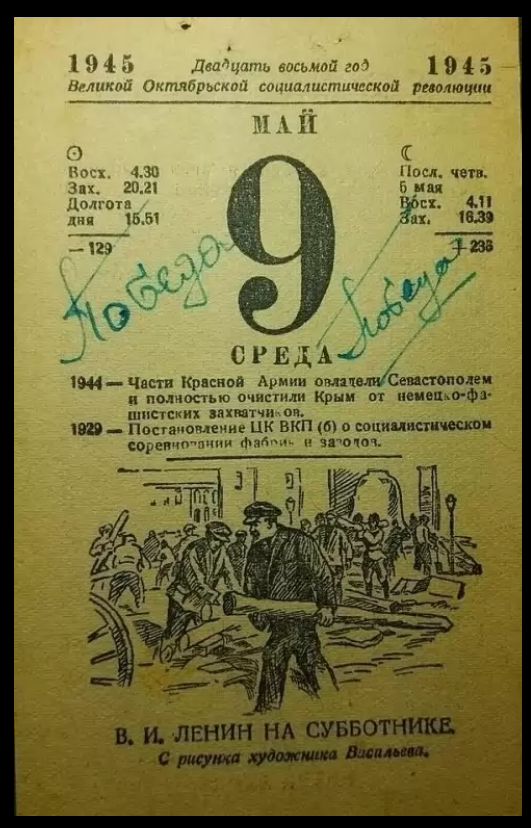 1945 Двадцать восьмой год 1945
Великой Октябрьской социалистической революции
МАЙ
9
Восх. 4.30
Зах. 20.21
Долгота
дня 15.51
—129
Посл. четв.
5 мая
Восх. 4.11
Зах. 16.39
+236
Победа
Победа!
СРЕДА
1944 — Части Красной Армии овладели Севастополем
и полностью очистили Крым от немецко-фа-
шистских захватчиков.
1929 — Постановление ЦК ВКП (б) о социалистическом
соревновании фабрик и заводов.
В. И. ЛЕНИН НА СУББОТНИКЕ.
С рисунка художника Васильева.